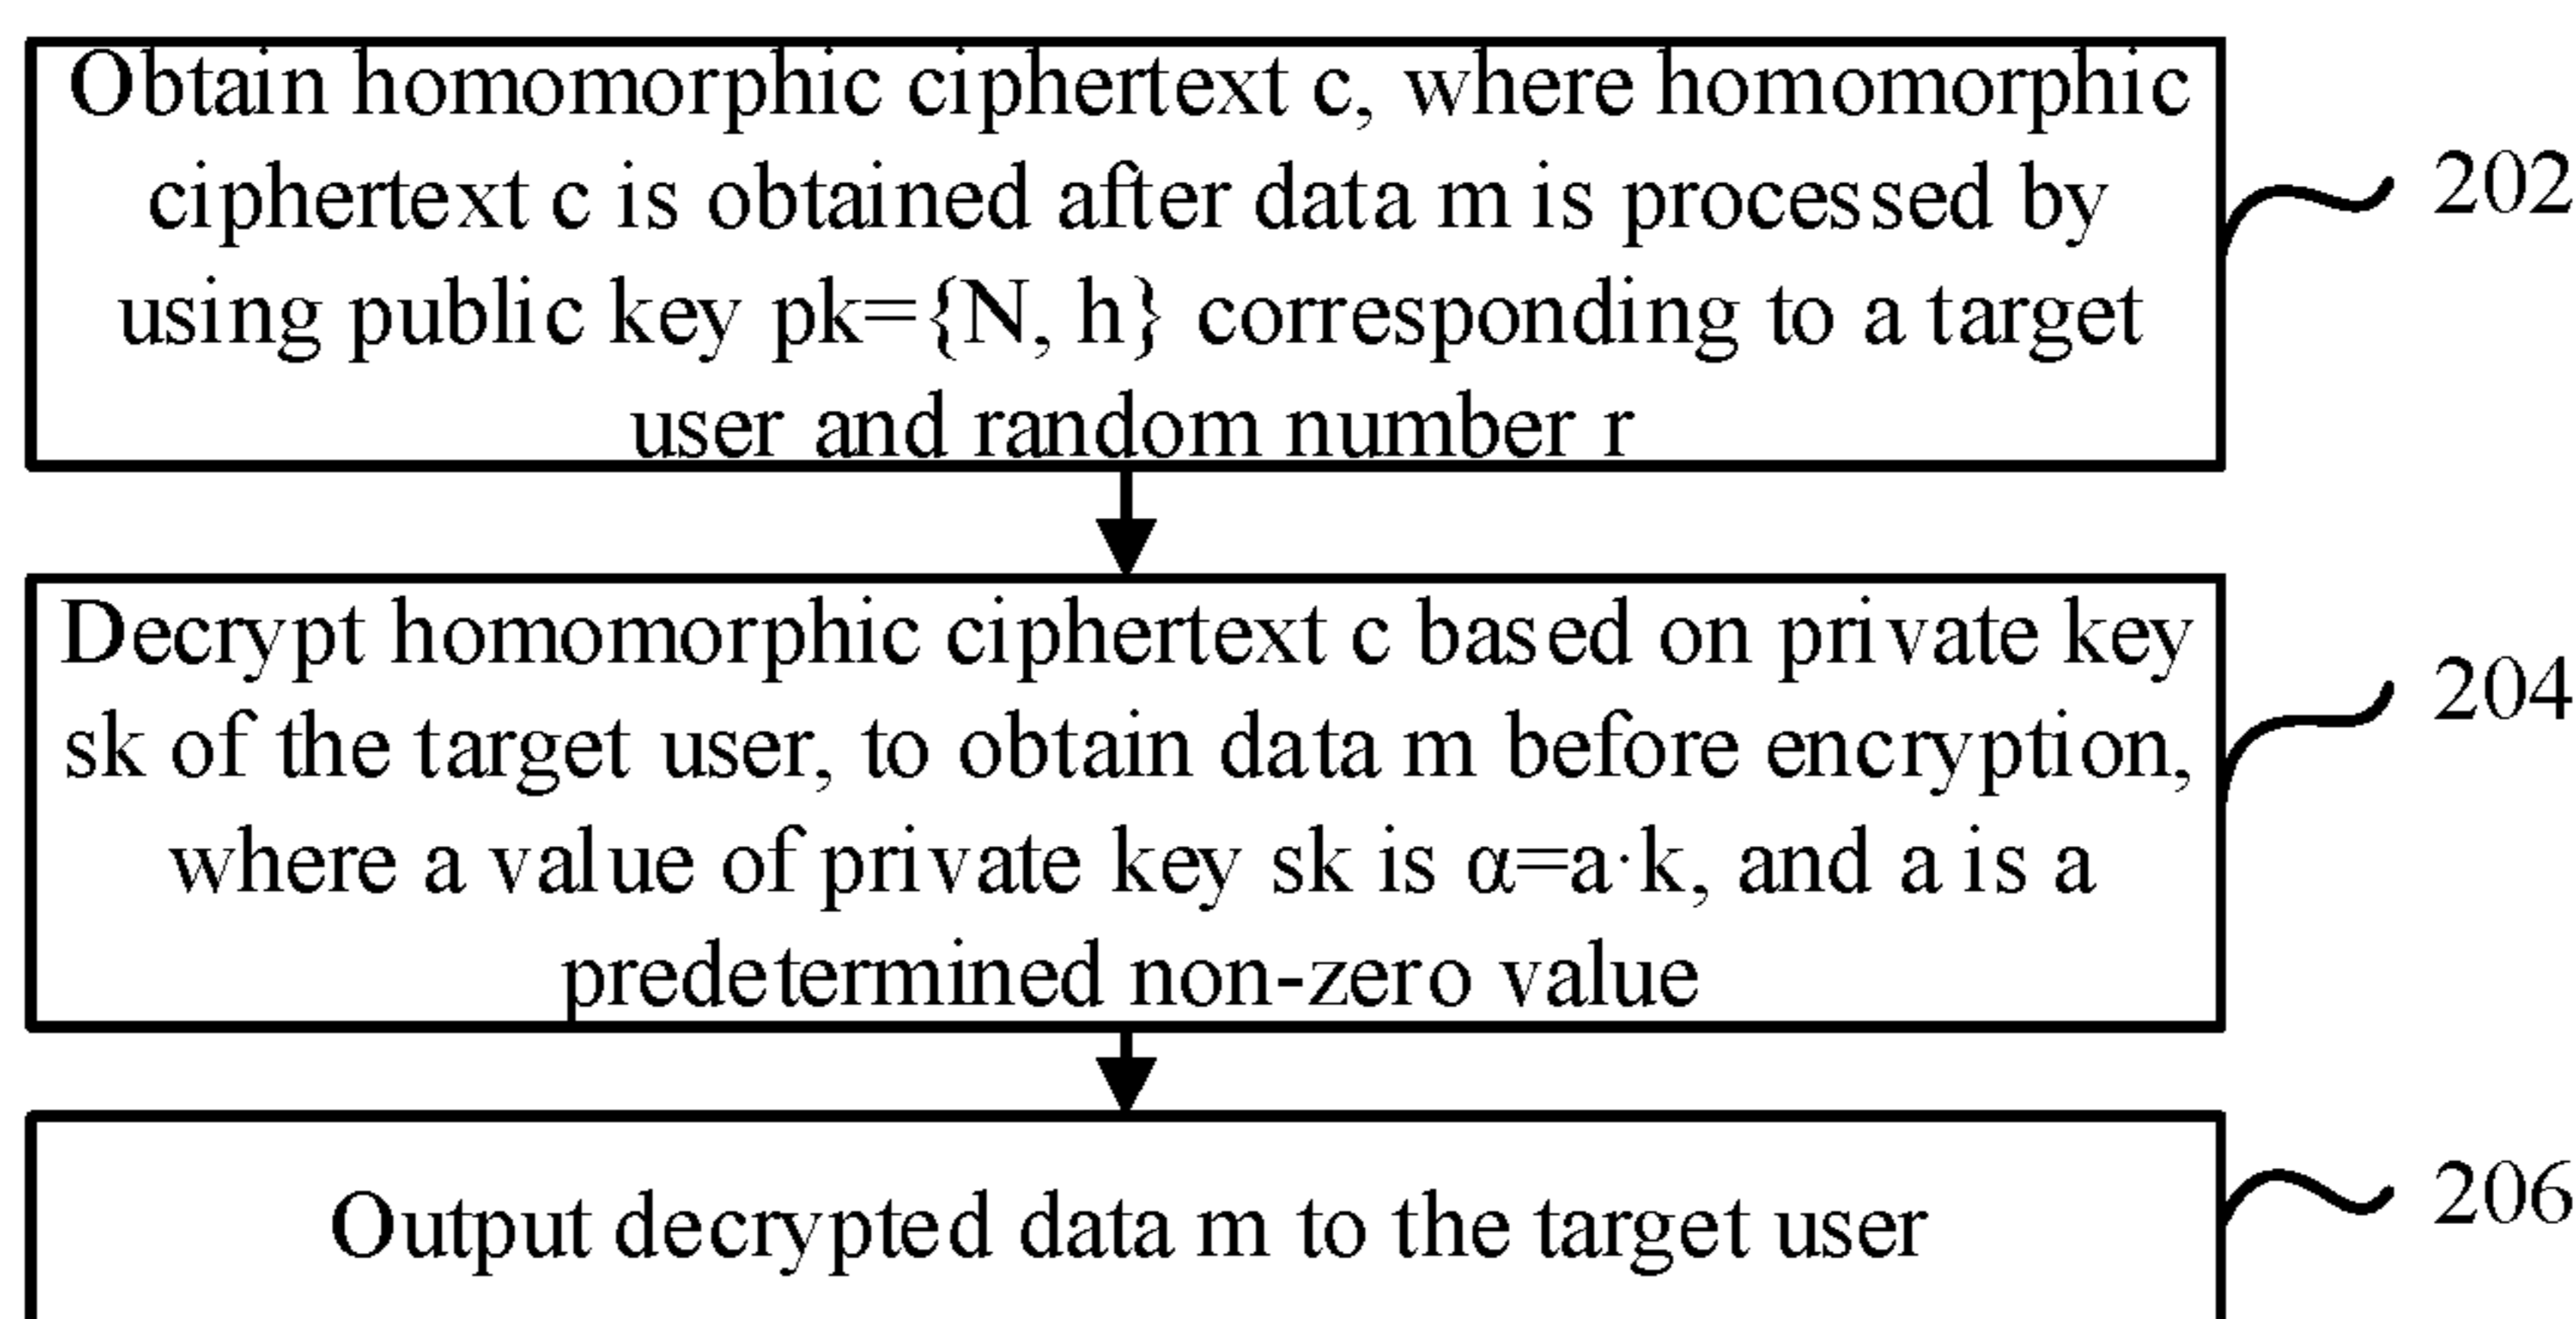 Obtain homomorphic ciphertext c, where homomorphic
ciphertext c is obtained after data m is processed by
using public key pk={N, h} corresponding to a target
user and random number r
202
Decrypt homomorphic ciphertext c based on private key
sk of the target user, to obtain data m before encryption,
where a value of private key sk is α=a·k, and a is a
predetermined non-zero value
204
Output decrypted data m to the target user
206